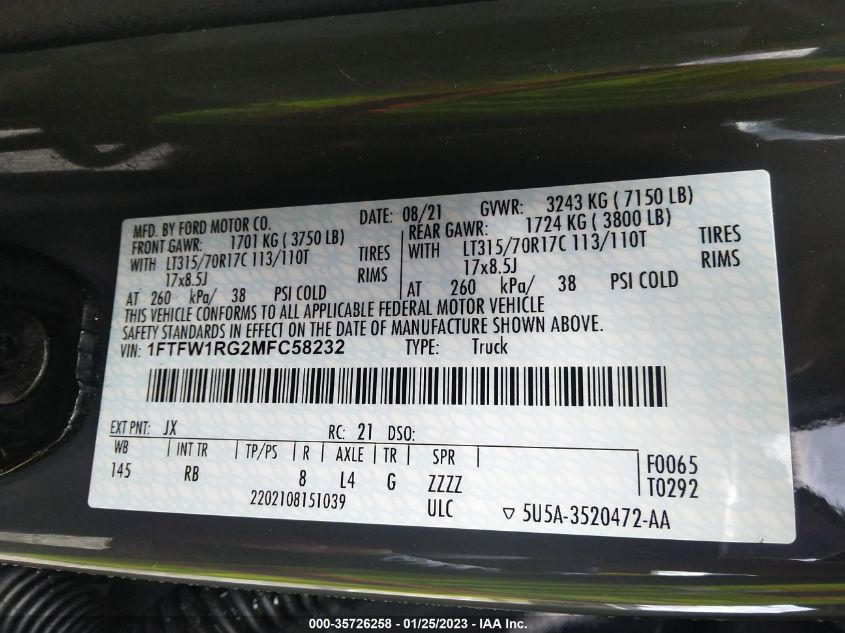 MFD. BY FORD MOTOR CO. DATE: 08/21 GVWR: 3243 KG ( 7150 LB)
FRONT GAWR: 1701 KG ( 3750 LB) REAR GAWR: 1724 KG ( 3800 LB)
WITH LT315/70R17C 113/110T TIRES WITH LT315/70R17C 113/110T TIRES
17x8.5J RIMS 17x8.5J RIMS
AT 260 kPa/ 38 PSI COLD AT 260 kPa/ 38 PSI COLD
THIS VEHICLE CONFORMS TO ALL APPLICABLE FEDERAL MOTOR VEHICLE
SAFETY STANDARDS IN EFFECT ON THE DATE OF MANUFACTURE SHOWN ABOVE.
VIN: 1FTFW1RG2MFC58232 TYPE: Truck
EXT PNT: JX RC: 21 DSO:
WB INT TR TP/PS R AXLE TR SPR
145 RB 8 L4 G ZZZZ F0065
T0292
2202108151039 ULC ▽ 5U5A-3520472-AA
000-35726258 - 01/25/2023 - IAA Inc.